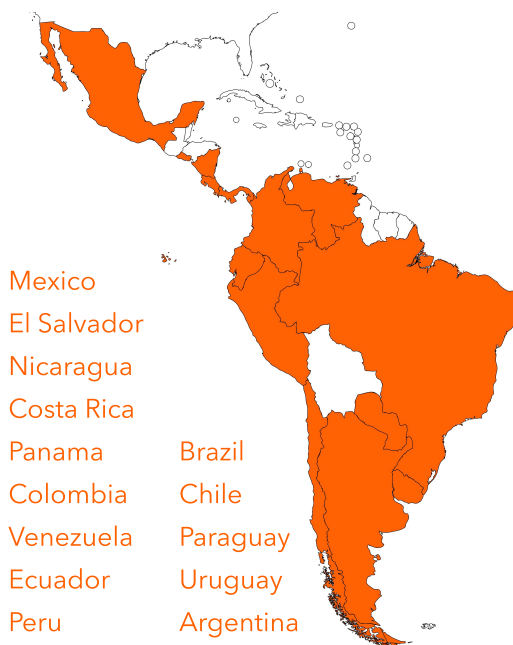 Mexico
El Salvador
Nicaragua
Costa Rica
Panama
Colombia
Venezuela
Ecuador
Peru
Brazil
Chile
Paraguay
Uruguay
Argentina